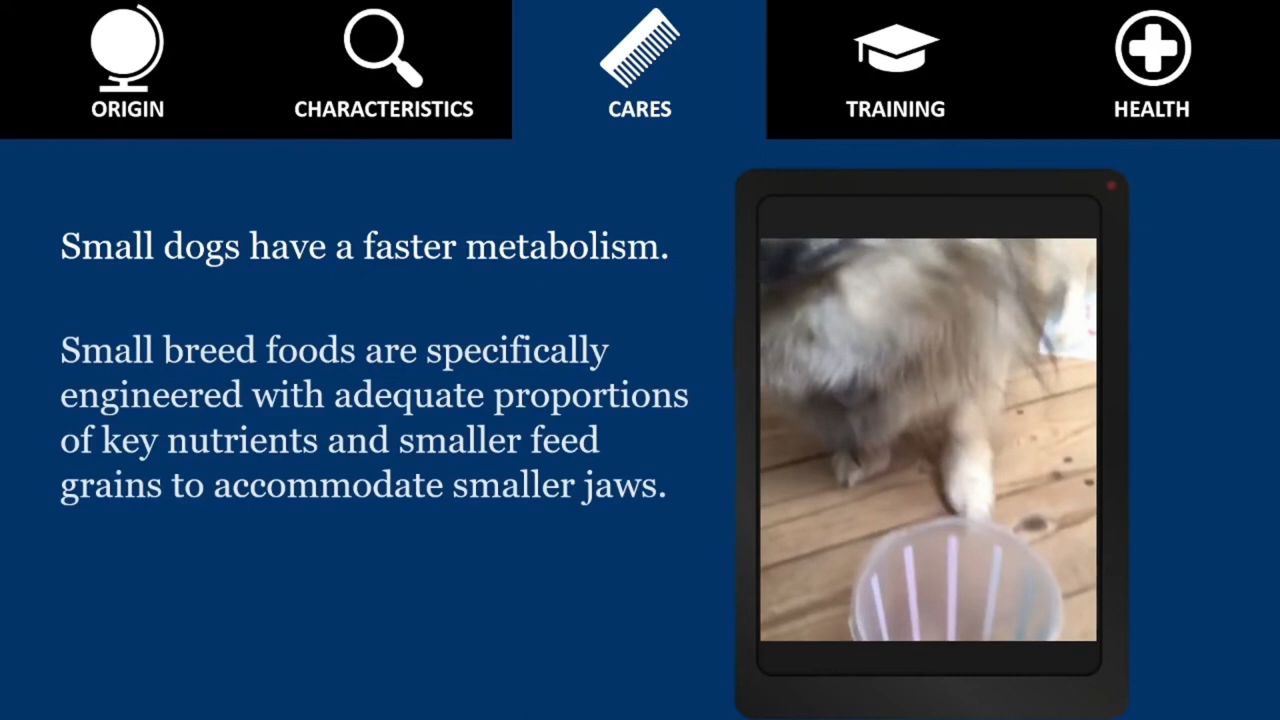 ORIGIN
CHARACTERISTICS
CARES
TRAINING
HEALTH
Small dogs have a faster metabolism.
Small breed foods are specifically
engineered with adequate proportions
of key nutrients and smaller feed
grains to accommodate smaller jaws.